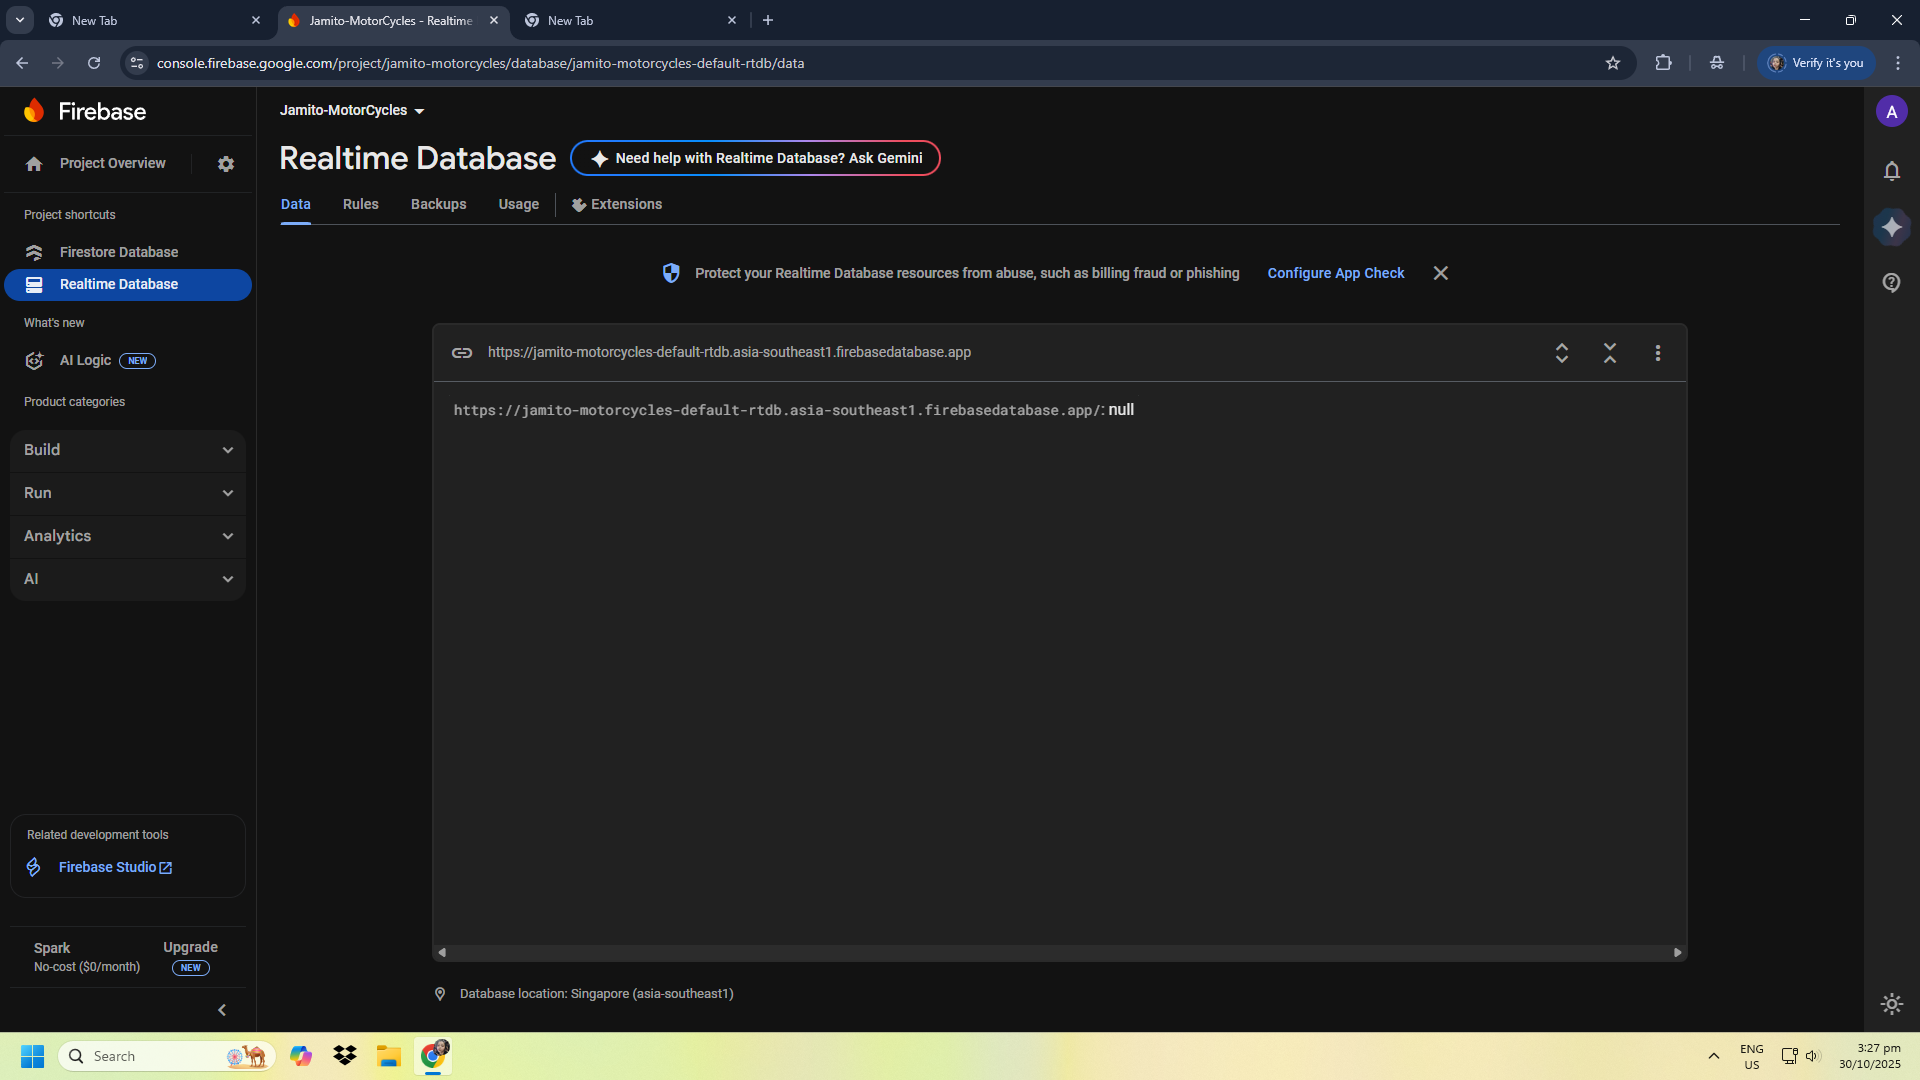 New Tab
Jamito-MotorCycles - Realtime
New Tab
console.firebase.google.com/project/jamito-motorcycles/database/jamito-motorcycles-default-rtdb/data
Verify it's you
Firebase
Jamito-MotorCycles
A
Project Overview
Realtime Database
Need help with Realtime Database? Ask Gemini
Data
Rules
Backups
Usage
Extensions
Project shortcuts
Firestore Database
Realtime Database
Protect your Realtime Database resources from abuse, such as billing fraud or phishing
Configure App Check
What's new
AI Logic NEW
https://jamito-motorcycles-default-rtdb.asia-southeast1.firebasedatabase.app
Product categories
https://jamito-motorcycles-default-rtdb.asia-southeast1.firebasedatabase.app/: null
Build
Run
Analytics
AI
Related development tools
Firebase Studio
Spark
No-cost ($0/month)
Upgrade
NEW
Database location: Singapore (asia-southeast1)
Search
ENG
US
3:27 pm
30/10/2025